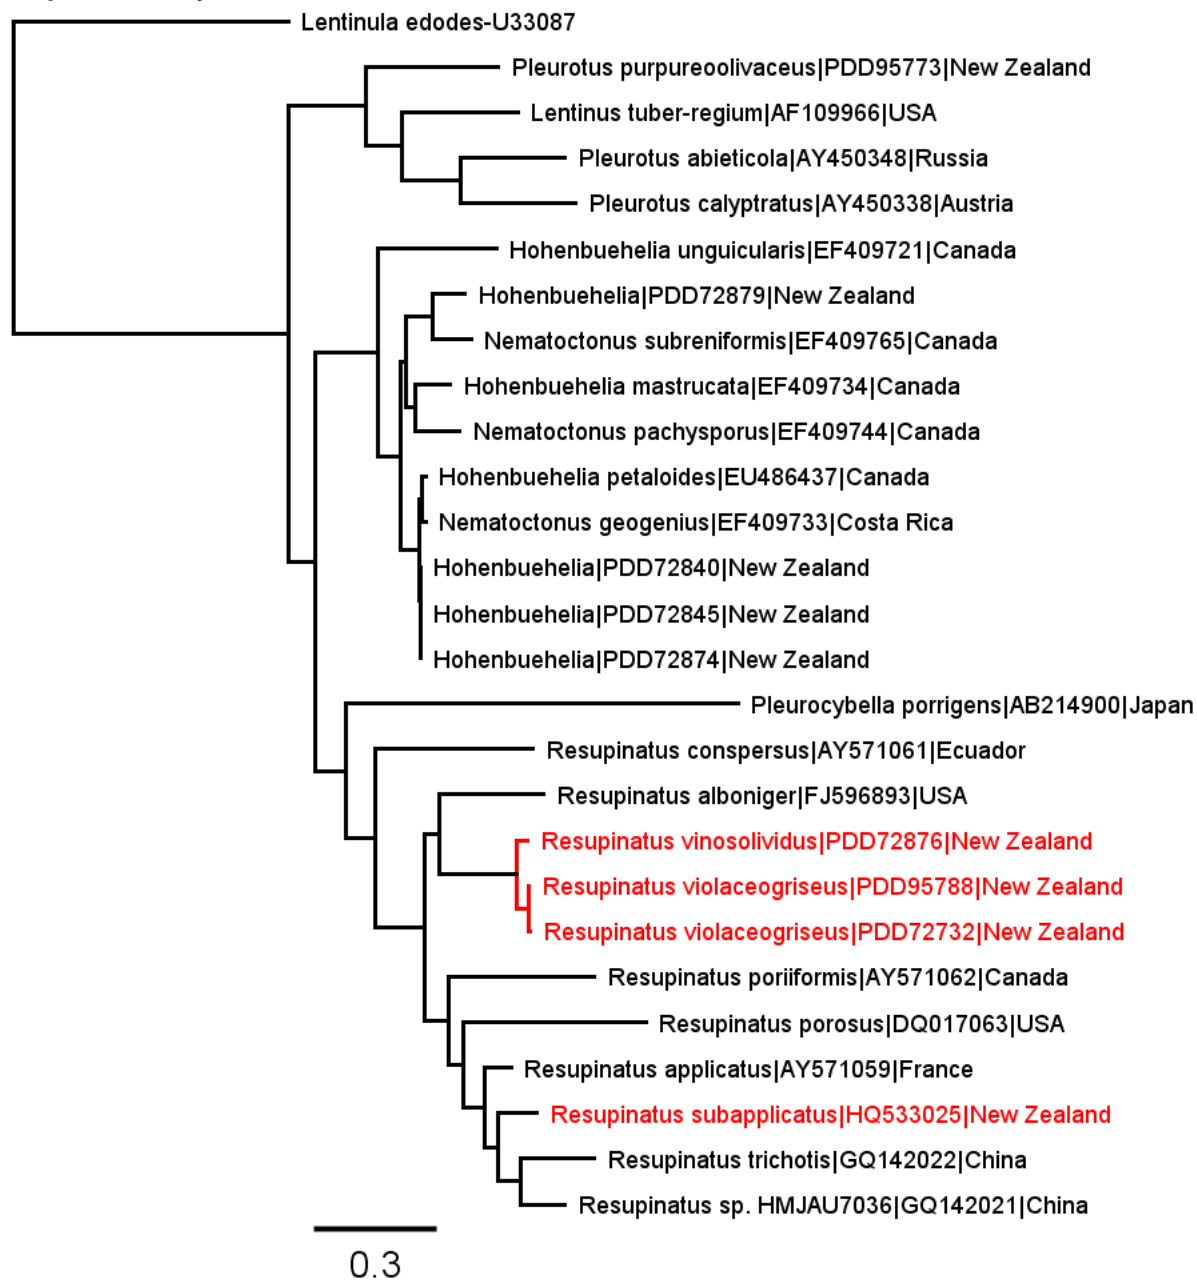 Lentinula edodes-U33087
Pleurotus purpureoolivaceus|PDD95773|New Zealand
Lentinus tuber-regium|AF109966|USA
Pleurotus abieticola|AY450348|Russia
Pleurotus calyptratus|AY450338|Austria
Hohenbuehelia unguicularis|EF409721|Canada
Hohenbuehelia|PDD72879|New Zealand
Nematoctonus subreniformis|EF409765|Canada
Hohenbuehelia mastrucata|EF409734|Canada
Nematoctonus pachysporus|EF409744|Canada
Hohenbuehelia petaloides|EU486437|Canada
Nematoctonus geogenius|EF409733|Costa Rica
Hohenbuehelia|PDD72840|New Zealand
Hohenbuehelia|PDD72845|New Zealand
Hohenbuehelia|PDD72874|New Zealand
Pleurocybella porrigens|AB214900|Japan
Resupinatus conspersus|AY571061|Ecuador
Resupinatus alboniger|FJ596893|USA
Resupinatus vinosolividus|PDD72876|New Zealand
Resupinatus violaceogriseus|PDD95788|New Zealand
Resupinatus violaceogriseus|PDD72732|New Zealand
Resupinatus poriiformis|AY571062|Canada
Resupinatus porosus|DQ017063|USA
Resupinatus applicatus|AY571059|France
Resupinatus subapplicatus|HQ533025|New Zealand
Resupinatus trichotis|GQ142022|China
Resupinatus sp. HMJAU7036|GQ142021|China
0.3